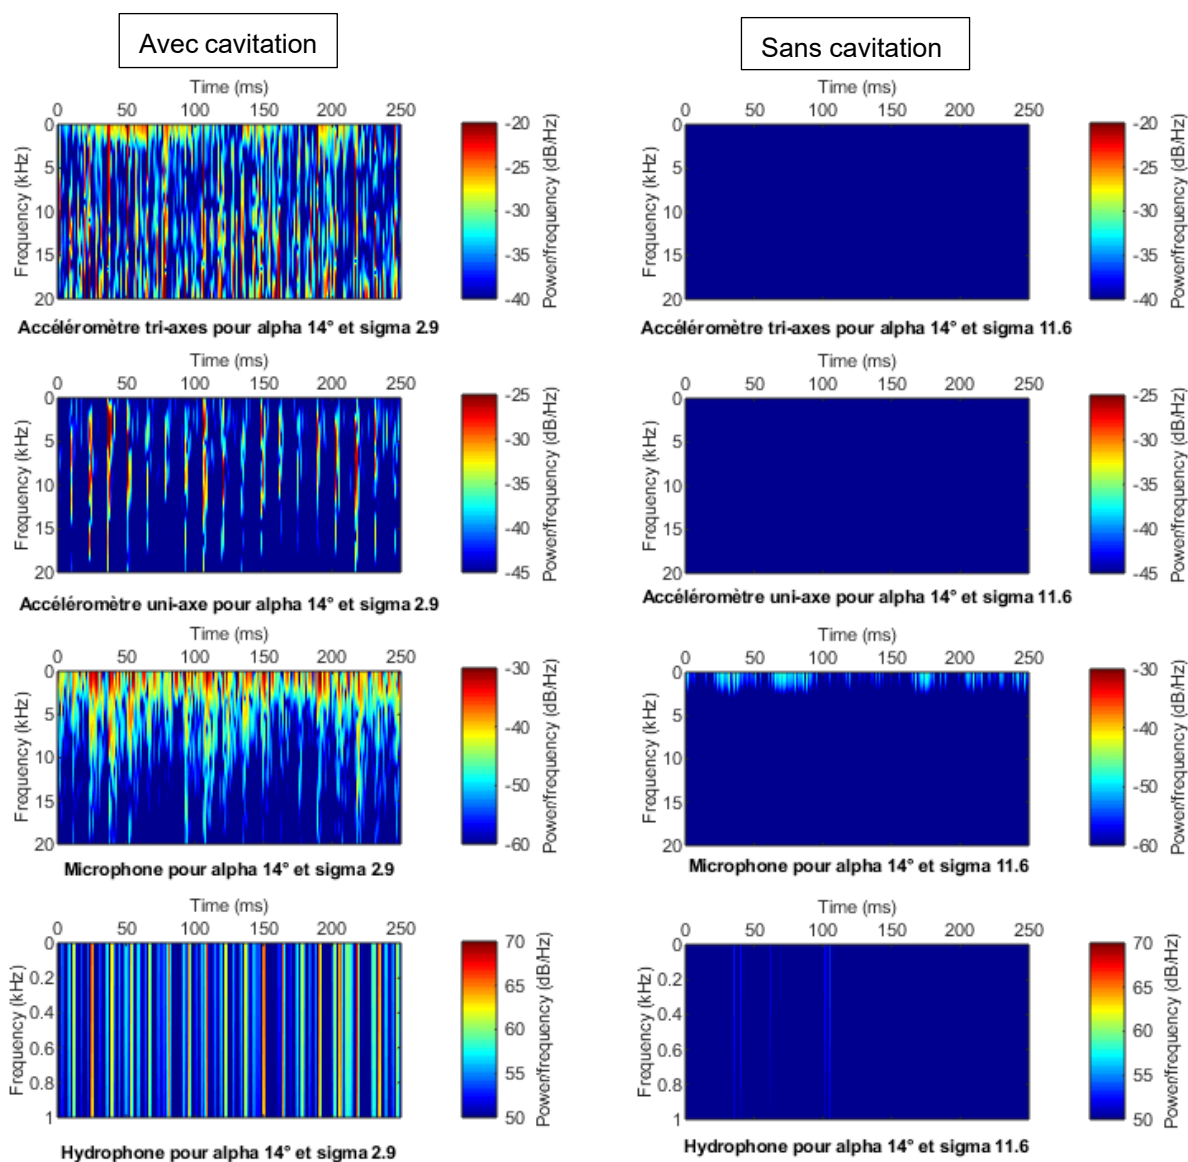 Avec cavitation
Sans cavitation
Time (ms)
0 50 100 150 200 250
Frequency (kHz)
0
5
10
15
20
-20
-25
-30
-35
-40
Power/frequency (dB/Hz)
Accéléromètre tri-axes pour alpha 14° et sigma 2.9
Time (ms)
0 50 100 150 200 250
Frequency (kHz)
0
5
10
15
20
-20
-25
-30
-35
-40
Power/frequency (dB/Hz)
Accéléromètre tri-axes pour alpha 14° et sigma 11.6
Time (ms)
0 50 100 150 200 250
Frequency (kHz)
0
5
10
15
20
-25
-30
-35
-40
-45
Power/frequency (dB/Hz)
Accéléromètre uni-axe pour alpha 14° et sigma 2.9
Time (ms)
0 50 100 150 200 250
Frequency (kHz)
0
5
10
15
20
-25
-30
-35
-40
-45
Power/frequency (dB/Hz)
Accéléromètre uni-axe pour alpha 14° et sigma 11.6
Time (ms)
0 50 100 150 200 250
Frequency (kHz)
0
5
10
15
20
-30
-40
-50
-60
Power/frequency (dB/Hz)
Microphone pour alpha 14° et sigma 2.9
Time (ms)
0 50 100 150 200 250
Frequency (kHz)
0
5
10
15
20
-30
-40
-50
-60
Power/frequency (dB/Hz)
Microphone pour alpha 14° et sigma 11.6
Time (ms)
0 50 100 150 200 250
Frequency (kHz)
0
0.2
0.4
0.6
0.8
1
70
65
60
55
50
Power/frequency (dB/Hz)
Hydrophone pour alpha 14° et sigma 2.9
Time (ms)
0 50 100 150 200 250
Frequency (kHz)
0
0.2
0.4
0.6
0.8
1
70
65
60
55
50
Power/frequency (dB/Hz)
Hydrophone pour alpha 14° et sigma 11.6